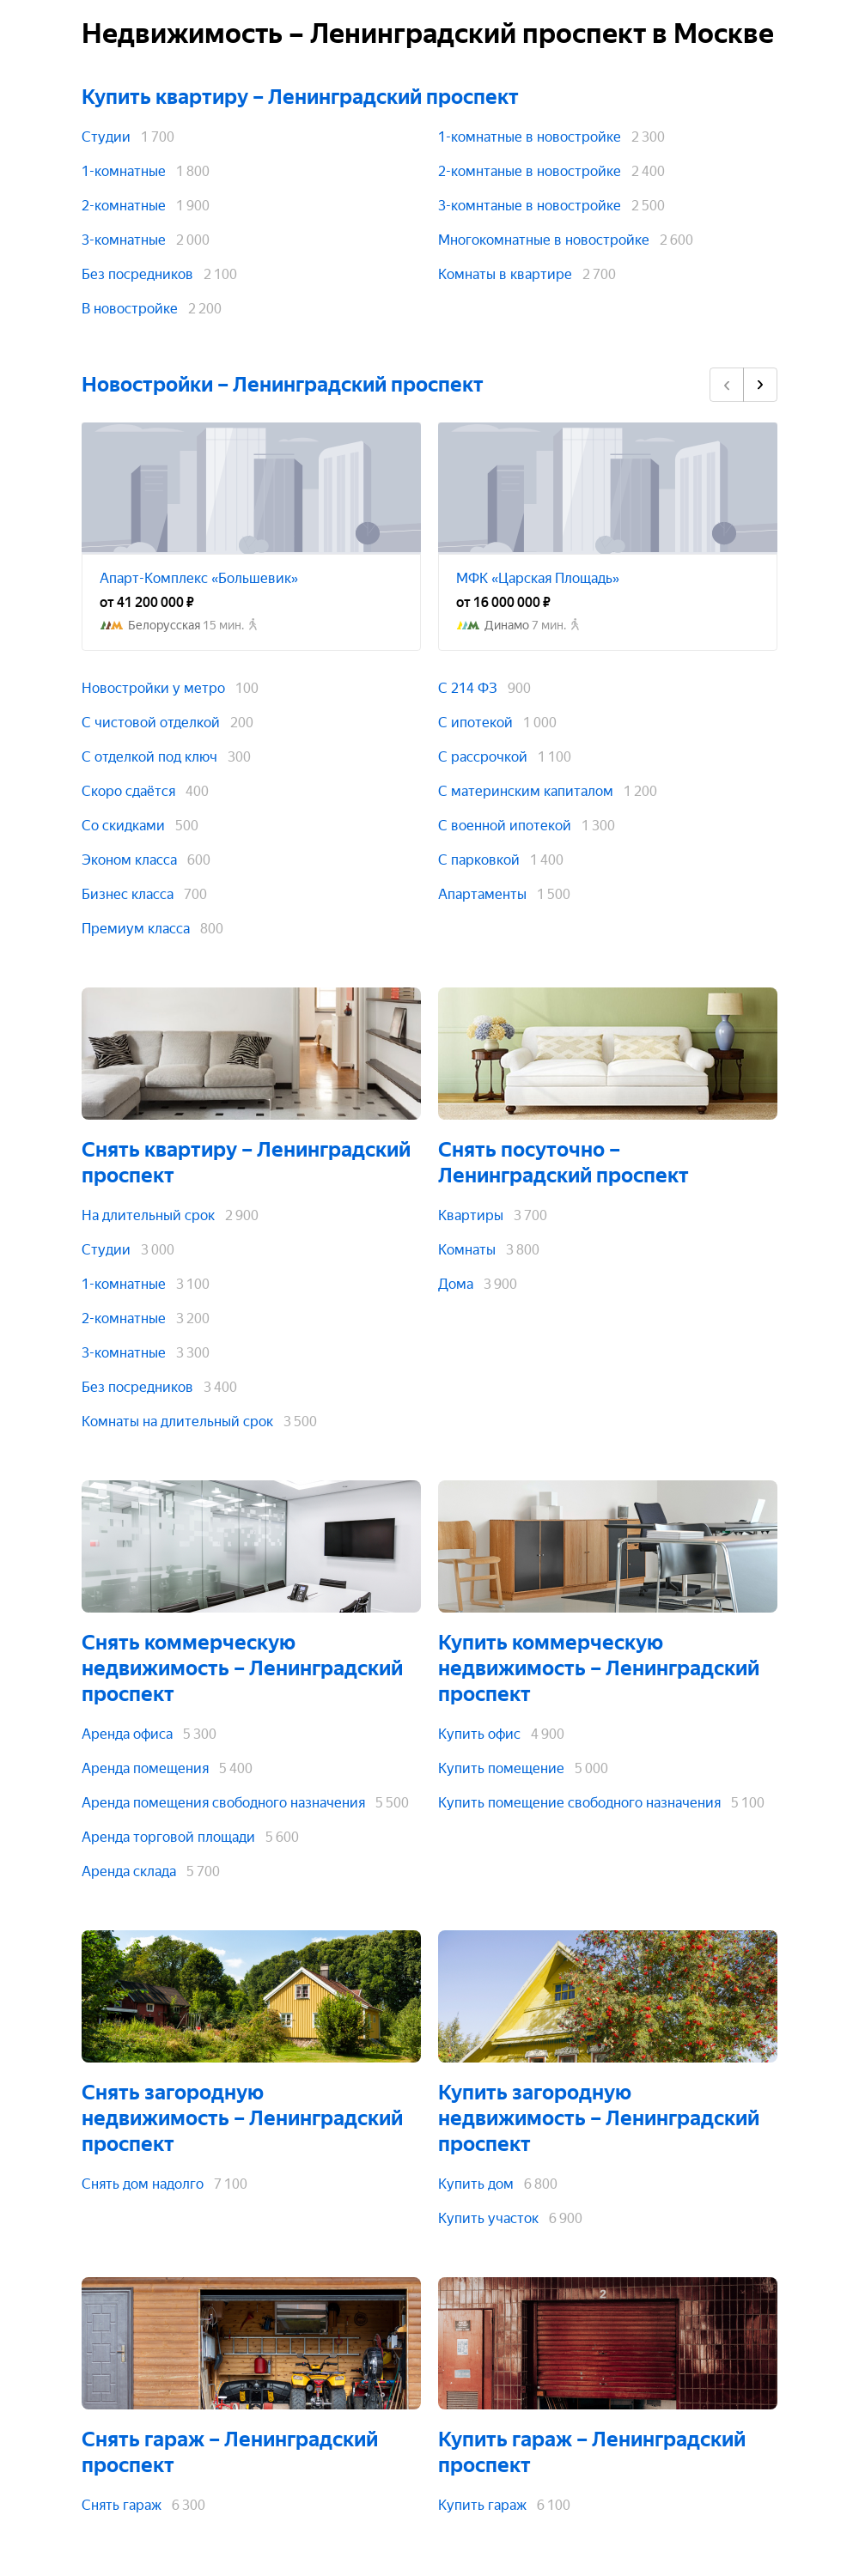 Недвижимость – Ленинградский проспект в Москве
Купить квартиру – Ленинградский проспект
Студии 1 700
1-комнатные 1 800
2-комнатные 1 900
3-комнатные 2 000
Без посредников 2 100
В новостройке 2 200
1-комнатные в новостройке 2 300
2-комнтаные в новостройке 2 400
3-комнтаные в новостройке 2 500
Многокомнатные в новостройке 2 600
Комнаты в квартире 2 700
Новостройки – Ленинградский проспект
Апарт-Комплекс «Большевик»
от 41 200 000 ₽
Белорусская 15 мин.
МФК «Царская Площадь»
от 16 000 000 ₽
Динамо 7 мин.
Новостройки у метро 100
С чистовой отделкой 200
С отделкой под ключ 300
Скоро сдаётся 400
Со скидками 500
Эконом класса 600
Бизнес класса 700
Премиум класса 800
С 214 ФЗ 900
С ипотекой 1 000
С рассрочкой 1 100
С материнским капиталом 1 200
С военной ипотекой 1 300
С парковкой 1 400
Апартаменты 1 500
Снять квартиру – Ленинградский
проспект
На длительный срок 2 900
Студии 3 000
1-комнатные 3 100
2-комнатные 3 200
3-комнатные 3 300
Без посредников 3 400
Комнаты на длительный срок 3 500
Снять посуточно –
Ленинградский проспект
Квартиры 3 700
Комнаты 3 800
Дома 3 900
Снять коммерческую
недвижимость – Ленинградский
проспект
Аренда офиса 5 300
Аренда помещения 5 400
Аренда помещения свободного назначения 5 500
Аренда торговой площади 5 600
Аренда склада 5 700
Купить коммерческую
недвижимость – Ленинградский
проспект
Купить офис 4 900
Купить помещение 5 000
Купить помещение свободного назначения 5 100
Снять загородную
недвижимость – Ленинградский
проспект
Снять дом надолго 7 100
Купить загородную
недвижимость – Ленинградский
проспект
Купить дом 6 800
Купить участок 6 900
2
Снять гараж – Ленинградский
проспект
Снять гараж 6 300
Купить гараж – Ленинградский
проспект
Купить гараж 6 100